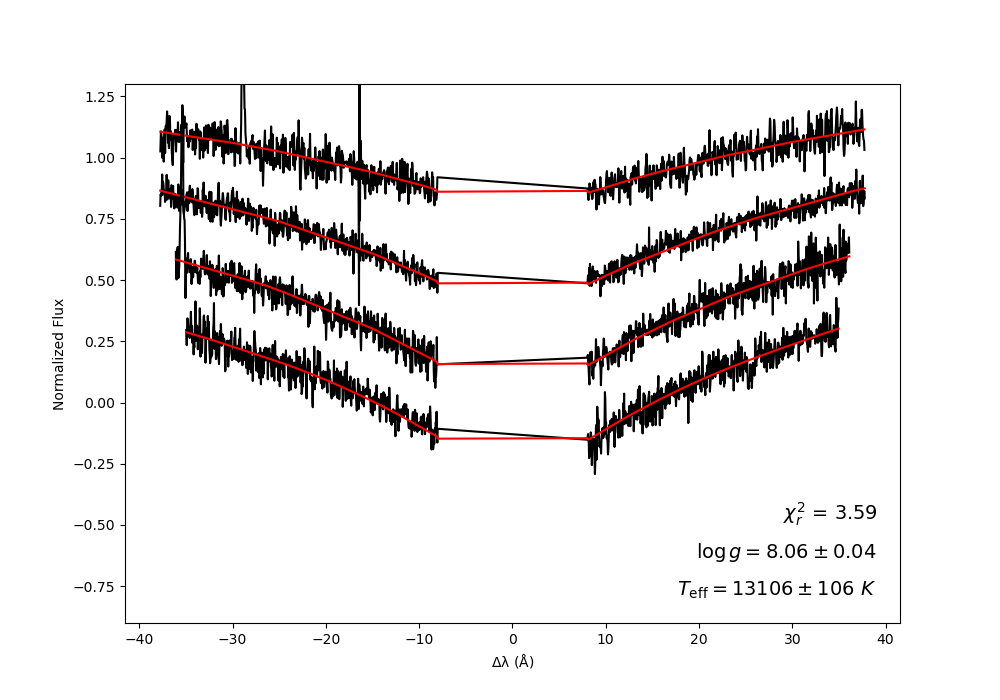 1.25
1.00
0.75
0.50
0.25
0.00
−0.25
−0.50
−0.75
Normalized Flux
χ²ᵣ = 3.59
log g = 8.06 ± 0.04
T_eff = 13106 ± 106 K
−40 −30 −20 −10 0 10 20 30 40
Δλ (Å)